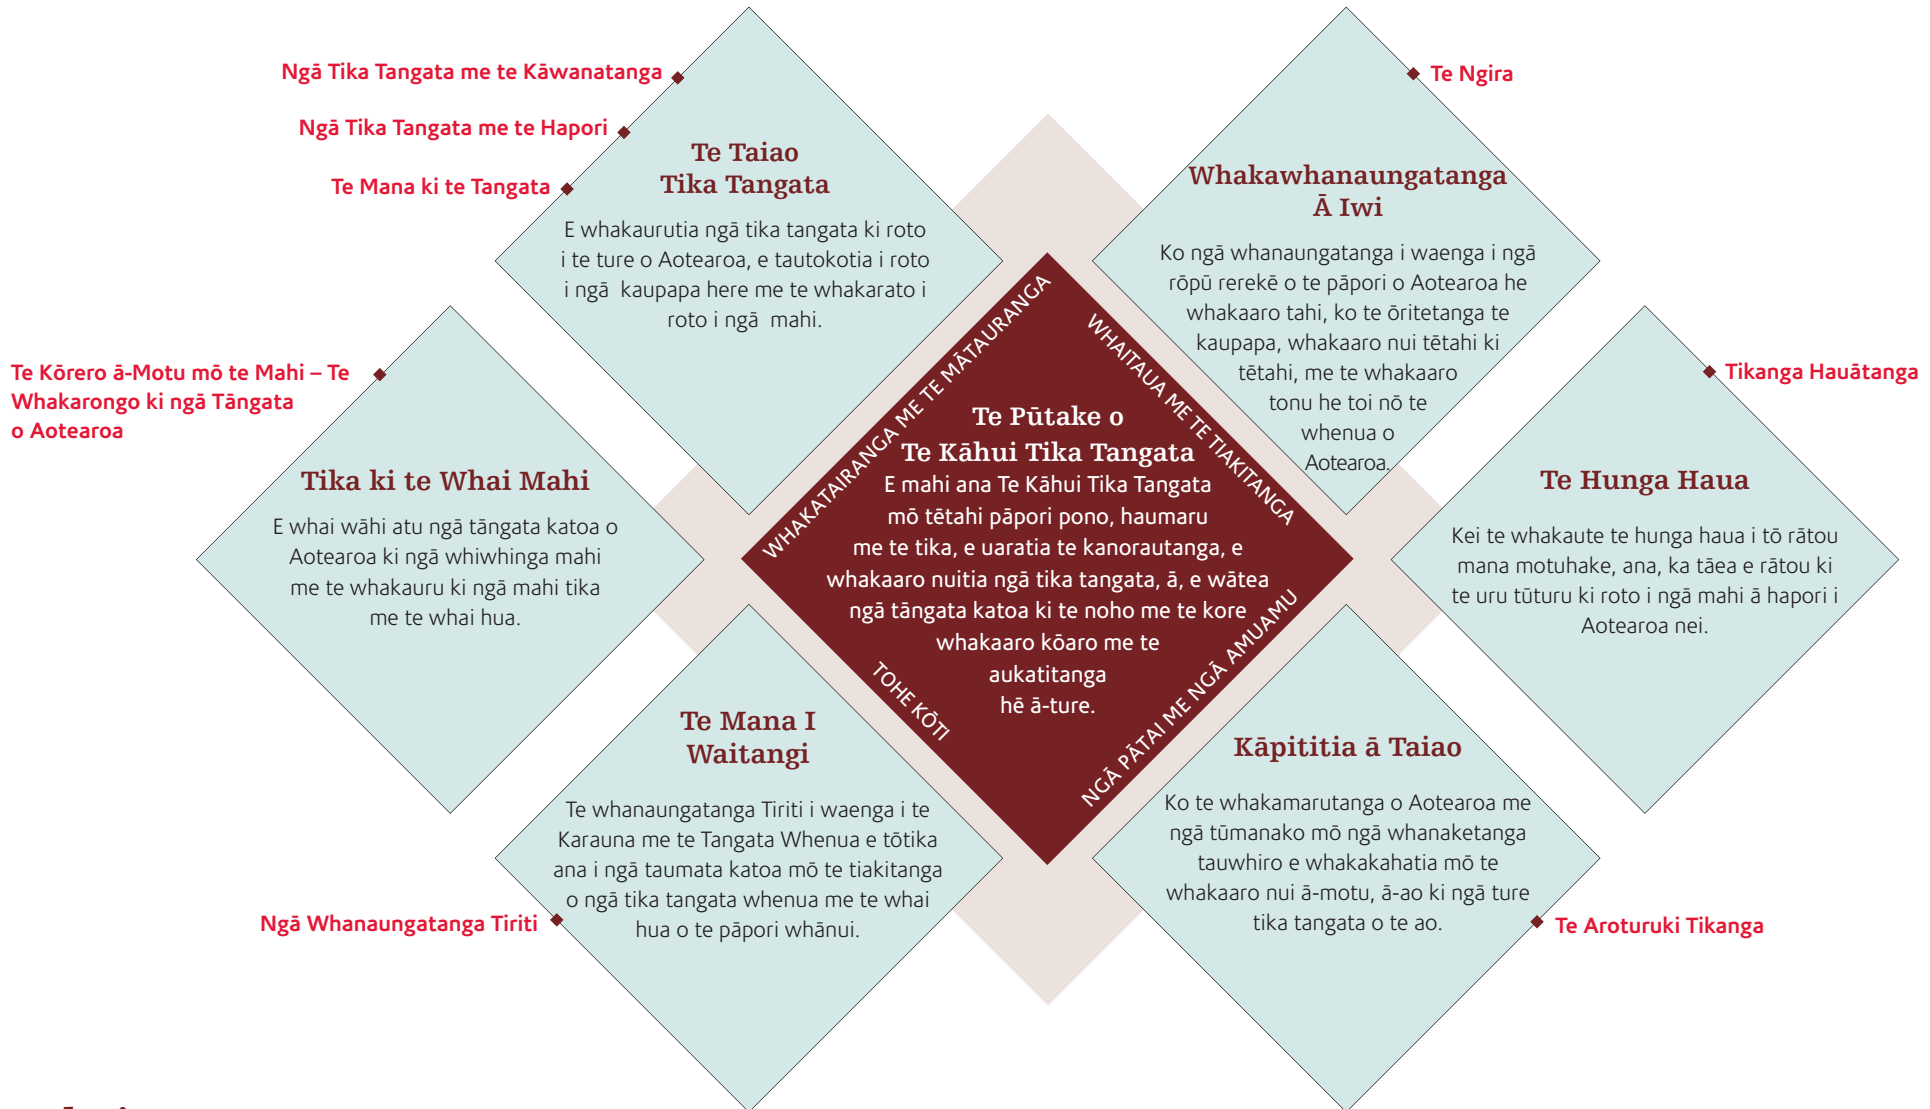 Ngā Tika Tangata me te Kāwanatanga
Ngā Tika Tangata me te Hapori
Te Mana ki te Tangata
Te Taiao
Tika Tangata
E whakaurutia ngā tika tangata ki roto
i te ture o Aotearoa, e tautokotia i roto
i ngā kaupapa here me te whakarato i
roto i ngā mahi.
Te Ngira
Whakawhanaungatanga
Ā Iwi
Ko ngā whanaungatanga i waenga i ngā
rōpū rerekē o te pāpori o Aotearoa he
whakaaro tahi, ko te ōritetanga te
kaupapa, whakaaro nui tētahi ki
tētahi, me te whakaaro
tonu he toi nō te
whenua o
Aotearoa.
Te Kōrero ā-Motu mō te Mahi – Te
Whakarongo ki ngā Tāngata
o Aotearoa
Tika ki te Whai Mahi
E whai wāhi atu ngā tāngata katoa o
Aotearoa ki ngā whiwhinga mahi
me te whakauru ki ngā mahi tika
me te whai hua.
WHAKATAIRANGA ME TE MĀTAURANGA
WHAITAUA ME TE TIAKITANGA
Te Pūtake o
Te Kāhui Tika Tangata
E mahi ana Te Kāhui Tika Tangata
mō tētahi pāpori pono, haumaru
me te tika, e uaratia te kanorautanga, e
whakaaro nuitia ngā tika tangata, ā, e wātea
ngā tāngata katoa ki te noho me te kore
whakaaro kōaro me te
aukatitanga
hē ā-ture.
TOHE KŌTI
NGĀ PĀTAI ME NGĀ AMUAMU
Tikanga Hauātanga
Te Hunga Haua
Kei te whakaute te hunga haua i tō rātou
mana motuhake, ana, ka tāea e rātou ki
te uru tūturu ki roto i ngā mahi ā hapori i
Aotearoa nei.
Te Mana I
Waitangi
Te whanaungatanga Tiriti i waenga i te
Karauna me te Tangata Whenua e tōtika
ana i ngā taumata katoa mō te tiakitanga
o ngā tika tangata whenua me te whai
hua o te pāpori whānui.
Ngā Whanaungatanga Tiriti
Kāpititia ā Taiao
Ko te whakamarutanga o Aotearoa me
ngā tūmanako mō ngā whanaketanga
tauwhiro e whakakahatia mō te
whakaaro nui ā-motu, ā-ao ki ngā ture
tika tangata o te ao.
Te Aroturuki Tikanga